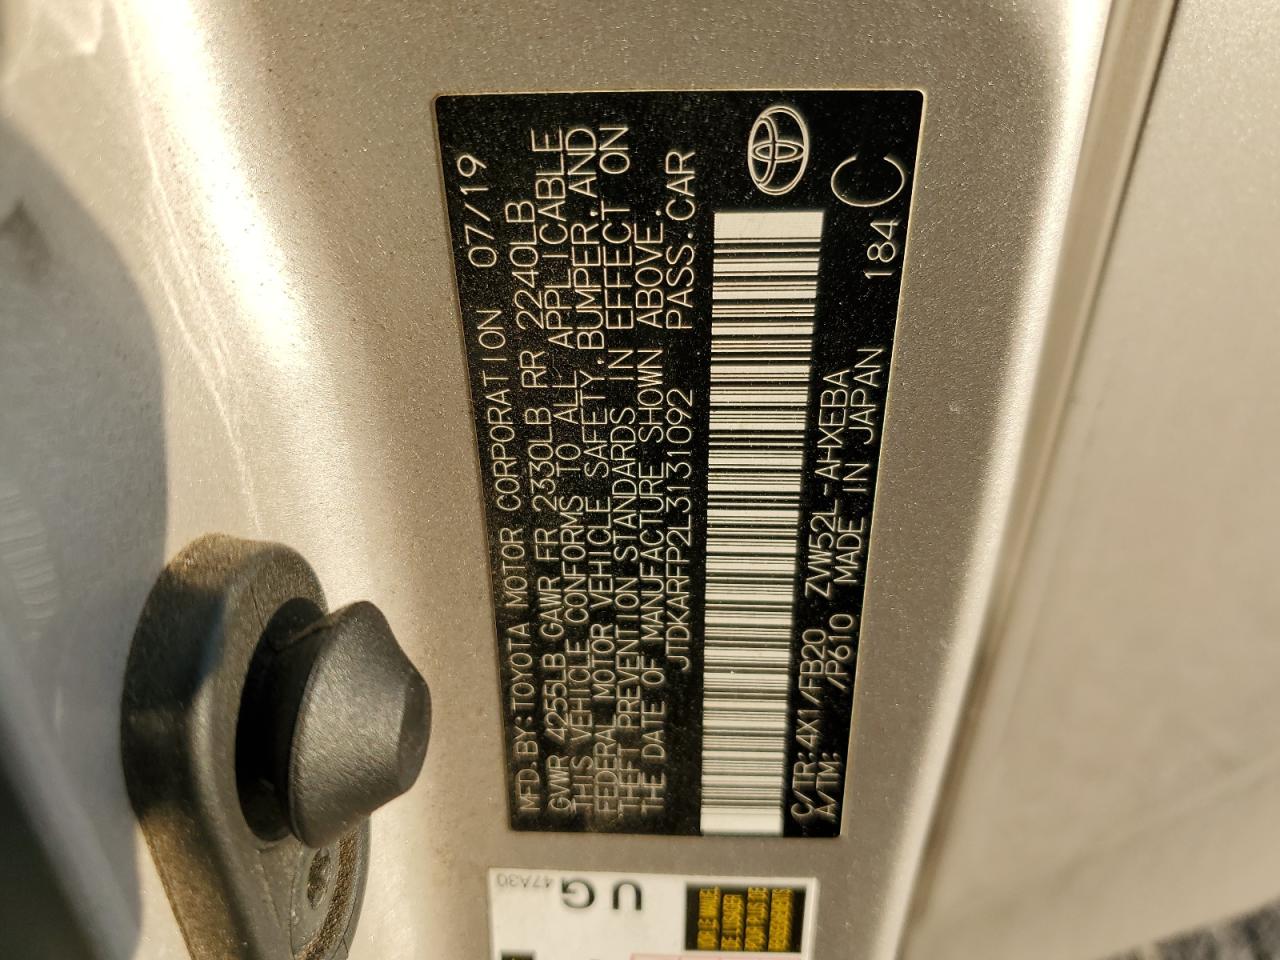 MFD.BY:TOYOTA MOTOR CORPORATION 07/19
GVWR 4255LB GAWR FR 2330LB RR 2240LB
THIS VEHICLE CONFORMS TO ALL APPLICABLE
FEDERAL MOTOR VEHICLE SAFETY,BUMPER,AND
THEFT PREVENTION STANDARDS IN EFFECT ON
THE DATE OF MANUFACTURE SHOWN ABOVE.
JTDKARFP2L3131092 PASS.CAR
C/TR:4X1/FB20 ZVW52L-AHXEBA
A/TM: /P610 MADE IN JAPAN 184
C
UG
47A30